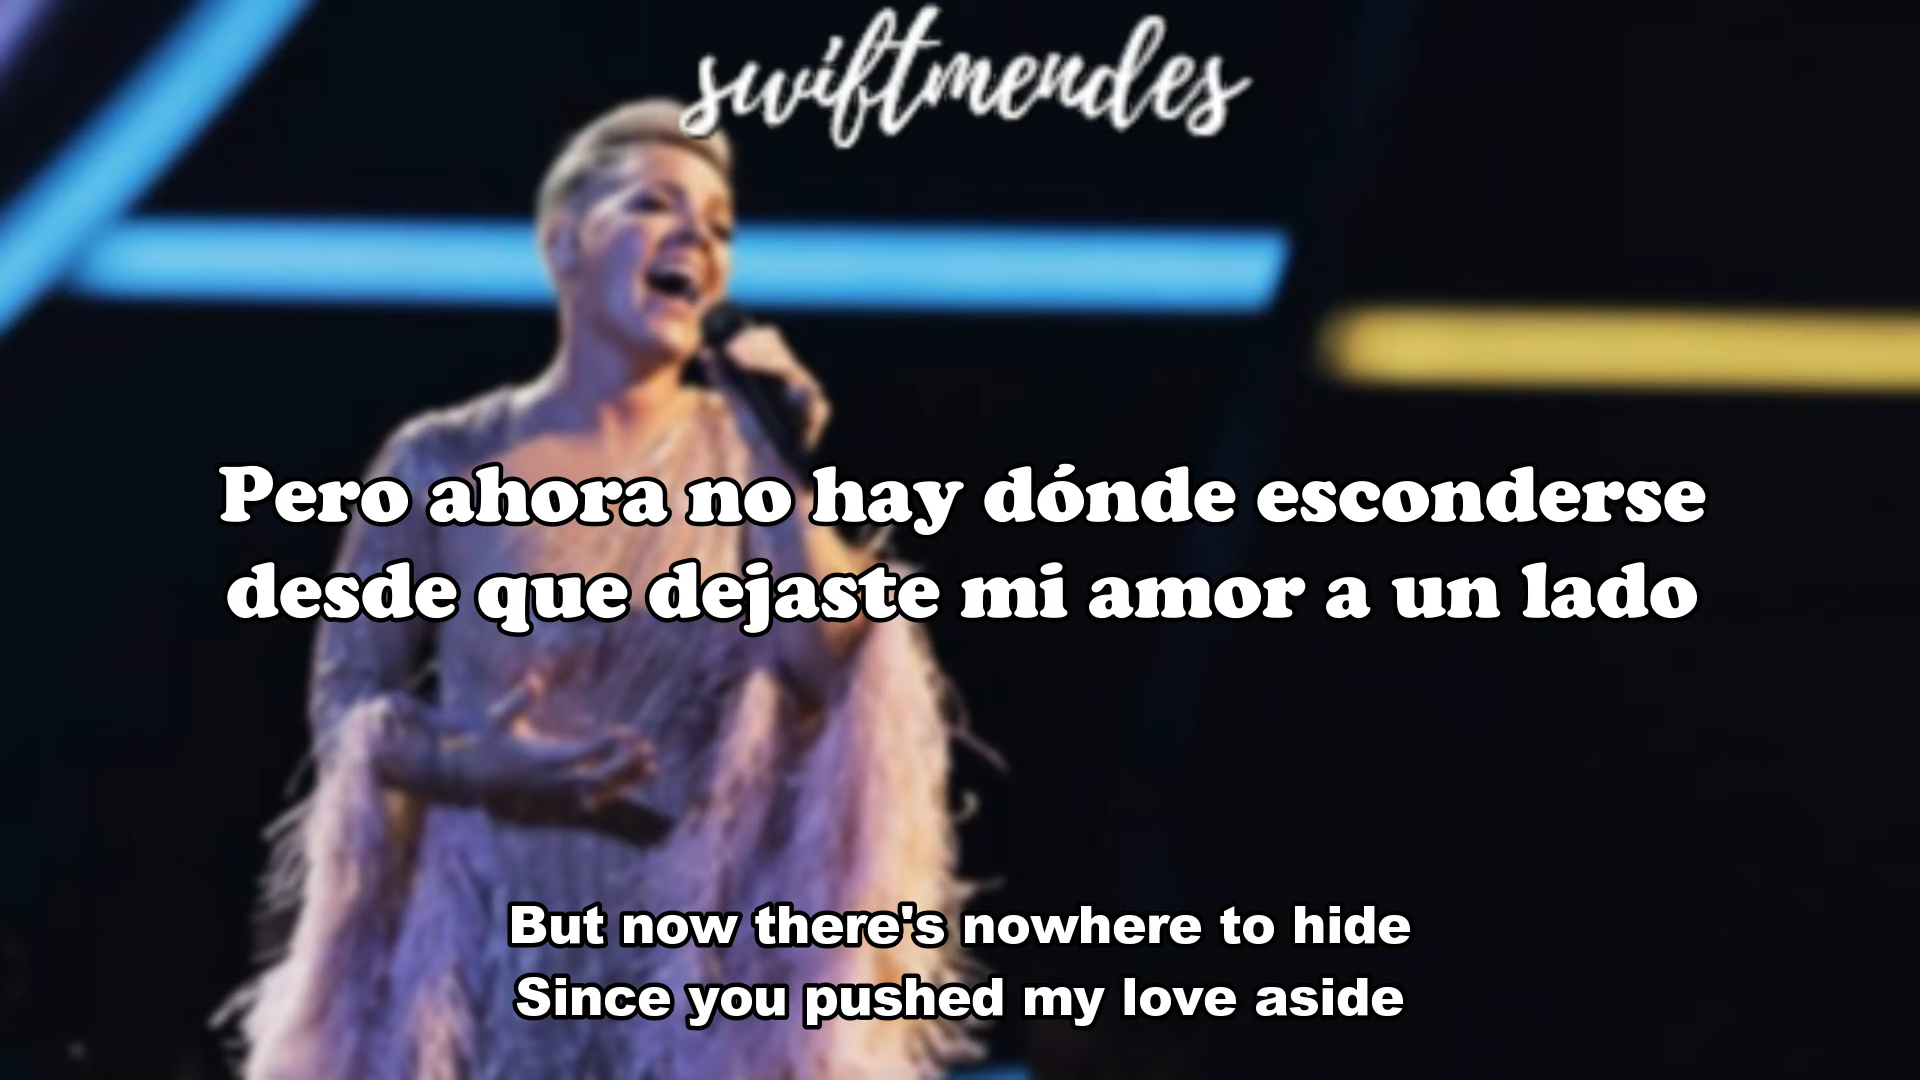 swiftmendes
Pero ahora no hay dónde esconderse
desde que dejaste mi amor a un lado
But now there's nowhere to hide
Since you pushed my love aside